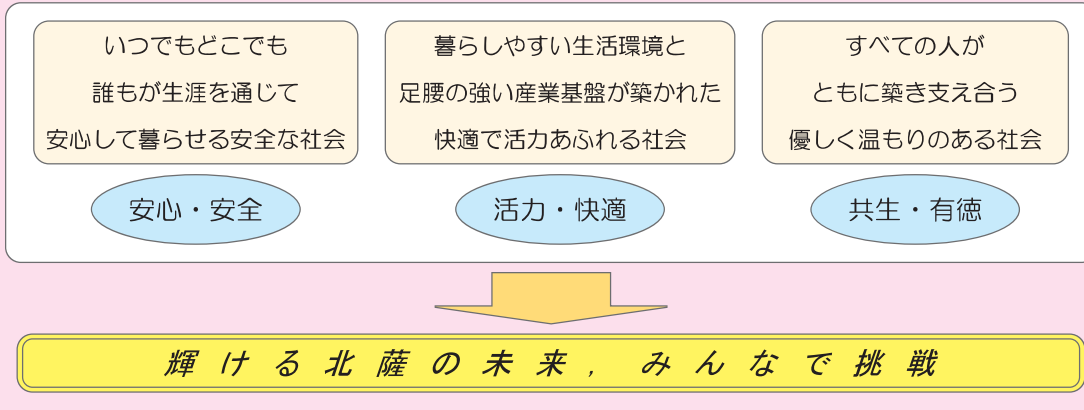 いつでもどこでも
誰もが生涯を通じて
安心して暮らせる安全な社会
安心・安全
暮らしやすい生活環境と
足腰の強い産業基盤が築かれた
快適で活力あふれる社会
活力・快適
すべての人が
ともに築き支え合う
優しく温もりのある社会
共生・有徳
輝ける北薩の未来，みんなで挑戦